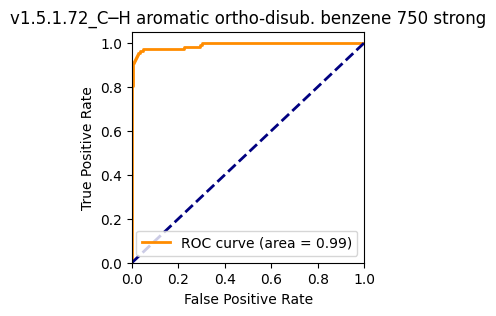 v1.5.1.72_C─H aromatic ortho-disub. benzene 750 strong
1.0
0.8
0.6
0.4
0.2
0.0
True Positive Rate
ROC curve (area = 0.99)
0.0 0.2 0.4 0.6 0.8 1.0
False Positive Rate